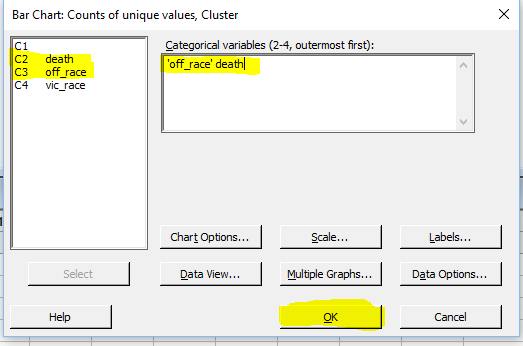 Bar Chart: Counts of unique values, Cluster
C1
C2 death
C3 off_race
C4 vic_race
Categorical variables (2-4, outermost first):
'off_race' death
Chart Options...
Scale...
Labels...
Select
Data View...
Multiple Graphs...
Data Options...
Help
OK
Cancel